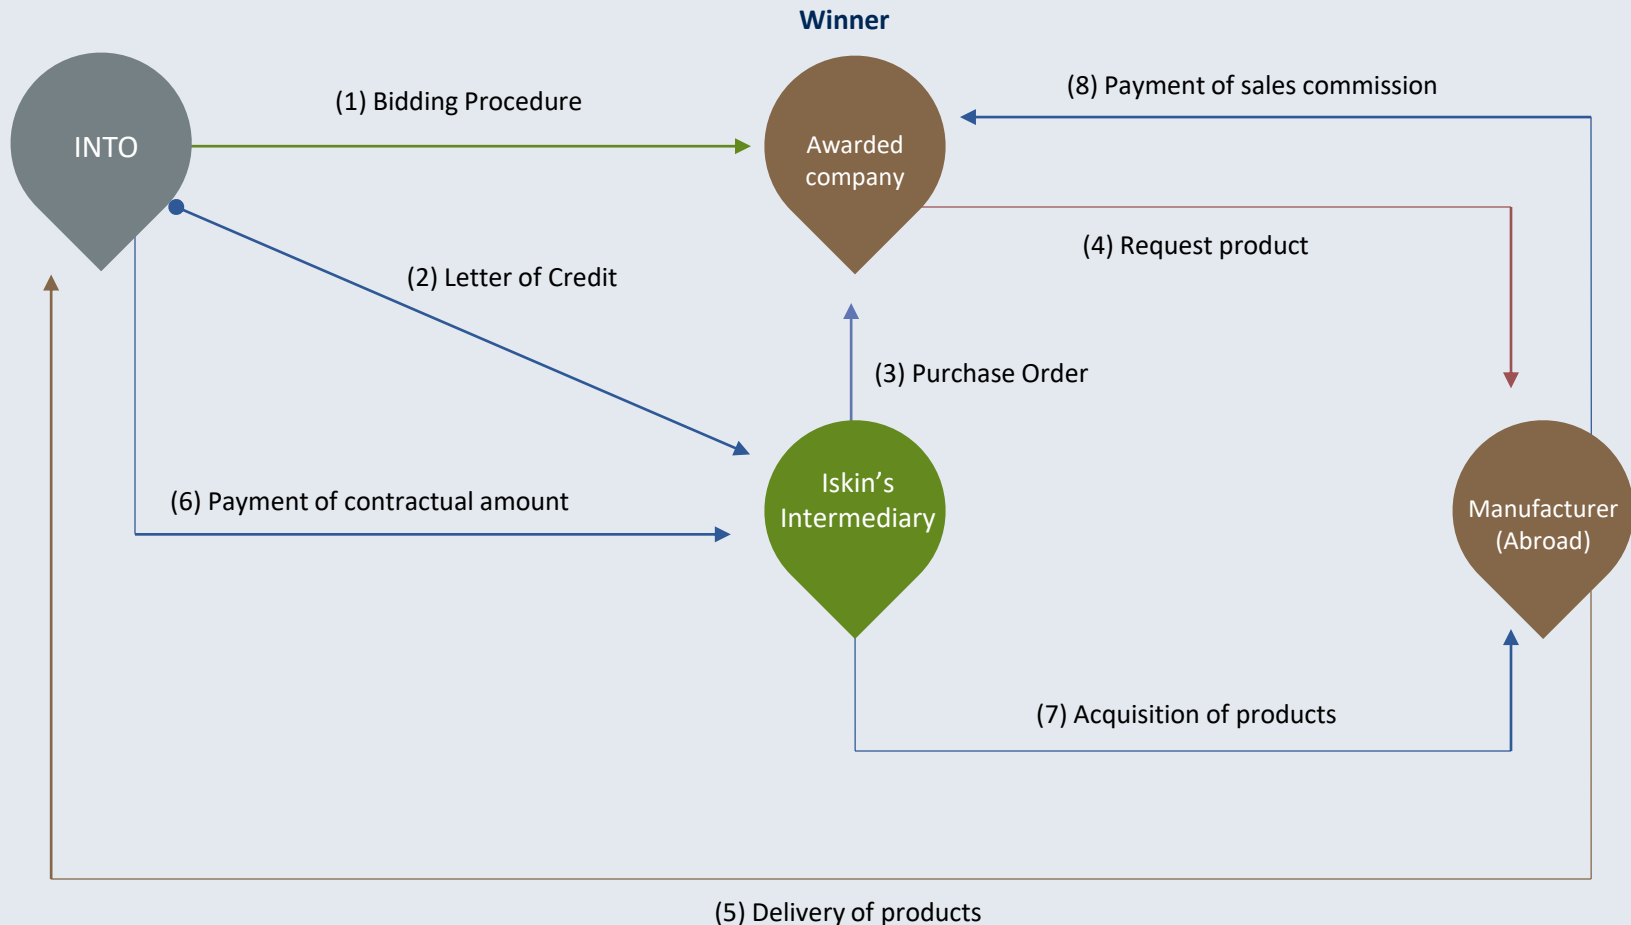 Winner
(8) Payment of sales commission
(1) Bidding Procedure
INTO
Awarded
company
(4) Request product
(2) Letter of Credit
(3) Purchase Order
(6) Payment of contractual amount
Iskin’s
Intermediary
Manufacturer
(Abroad)
(7) Acquisition of products
(5) Delivery of products